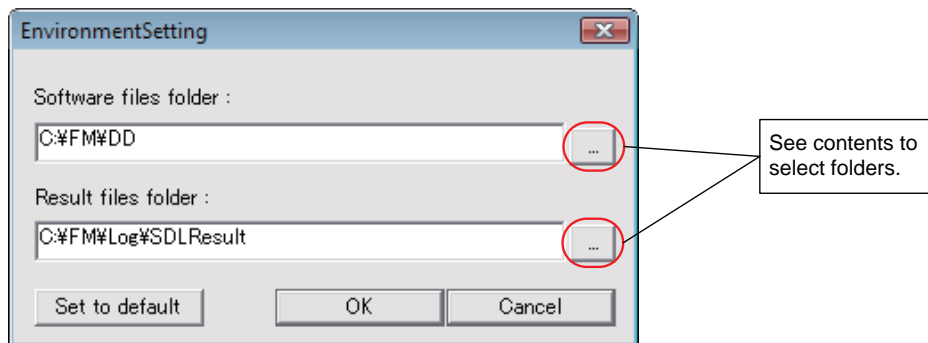 EnvironmentSetting
Software files folder :
C:¥FM¥DD
...
See contents to
select folders.
Result files folder :
C:¥FM¥Log¥SDLResult
...
Set to default
OK
Cancel